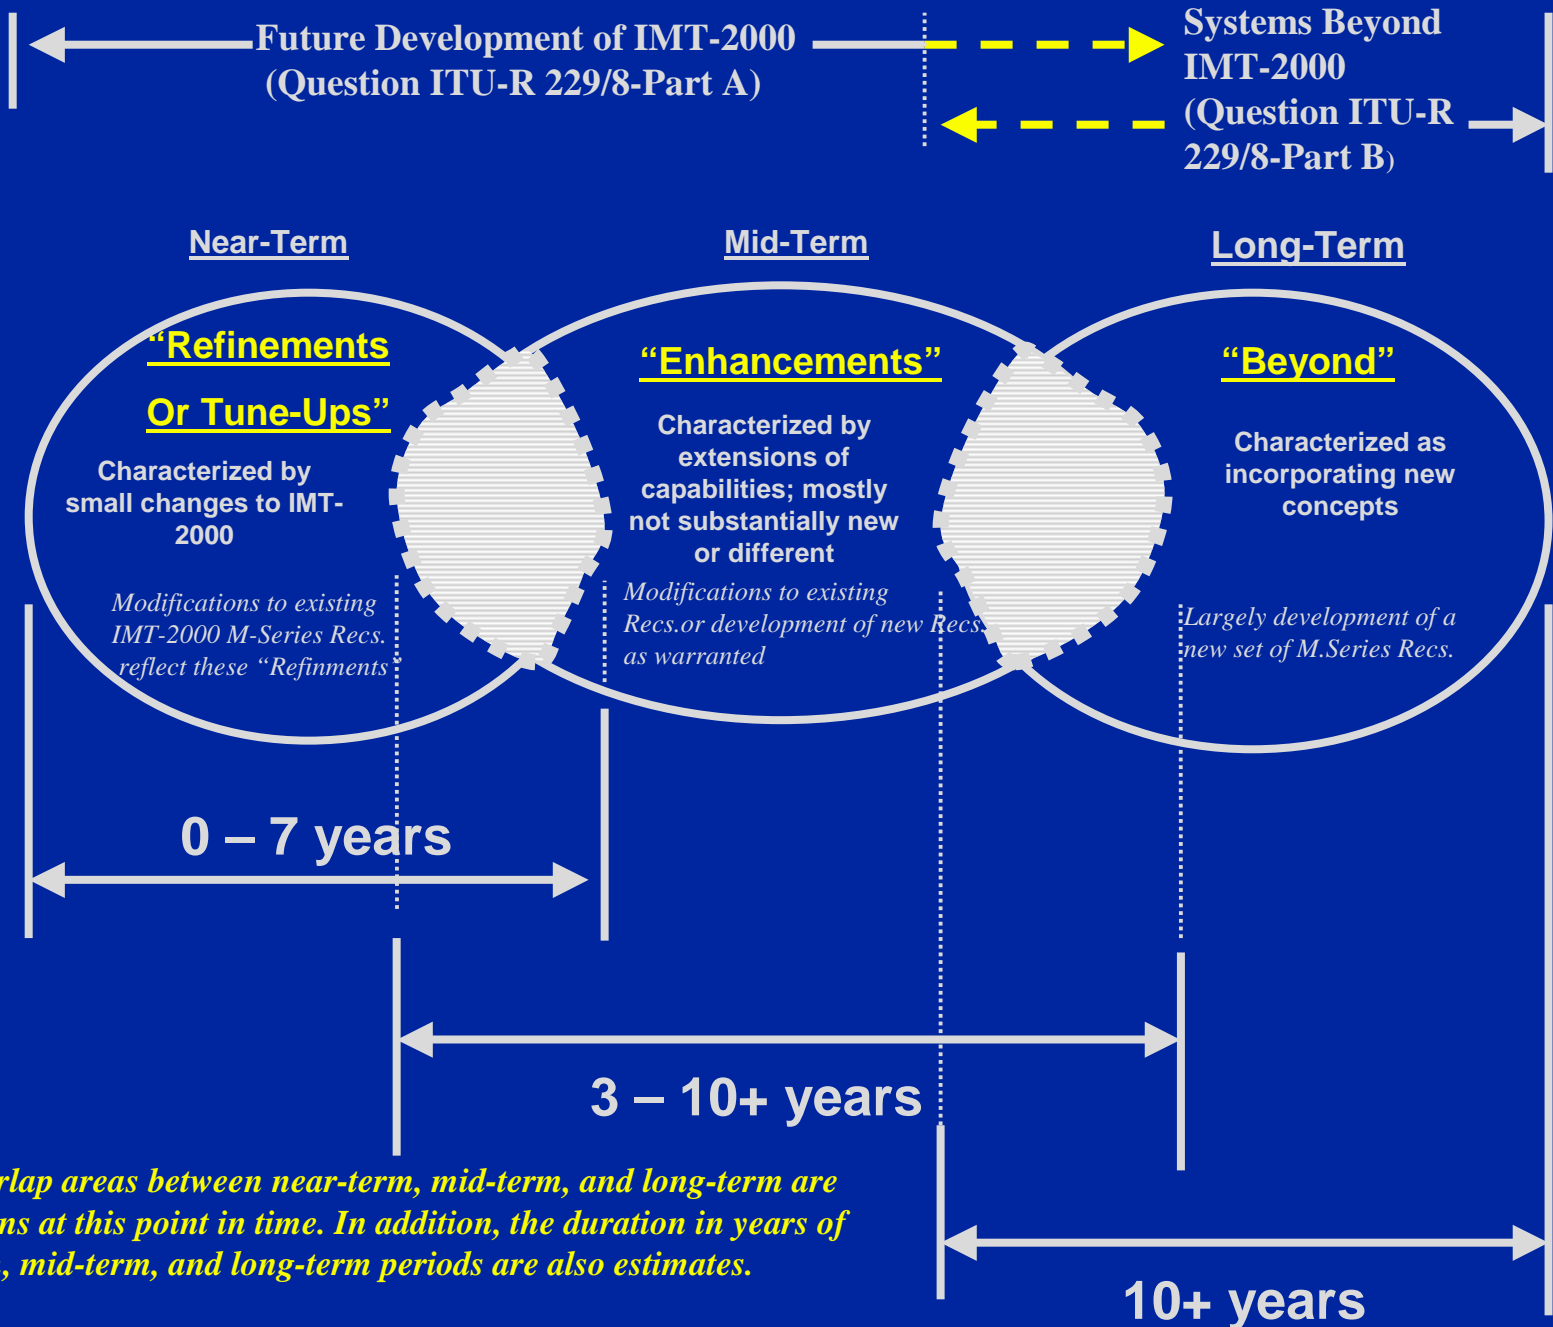 Future Development of IMT-2000
(Question ITU-R 229/8-Part A)
Systems Beyond
IMT-2000
(Question ITU-R
229/8-Part B)
Near-Term
Mid-Term
Long-Term
“Refinements
Or Tune-Ups”
Characterized by
small changes to IMT-
2000
Modifications to existing
IMT-2000 M-Series Recs.
reflect these “Refinments”
“Enhancements”
Characterized by
extensions of
capabilities; mostly
not substantially new
or different
Modifications to existing
Recs.or development of new Recs.
as warranted
“Beyond”
Characterized as
incorporating new
concepts
Largely development of a
new set of M.Series Recs.
0 – 7 years
3 – 10+ years
areas between near-term, mid-term, and long-term are
at this point in time. In addition, the duration in years of
, mid-term, and long-term periods are also estimates.
10+ years